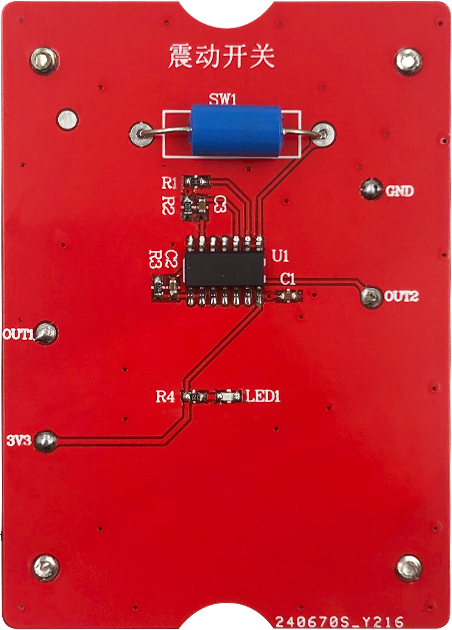 震动开关
SW1
R1
R2
C3
GND
U1
R3
C2
C1
OUT2
OUT1
R4
LED1
3V3
240670S_Y216